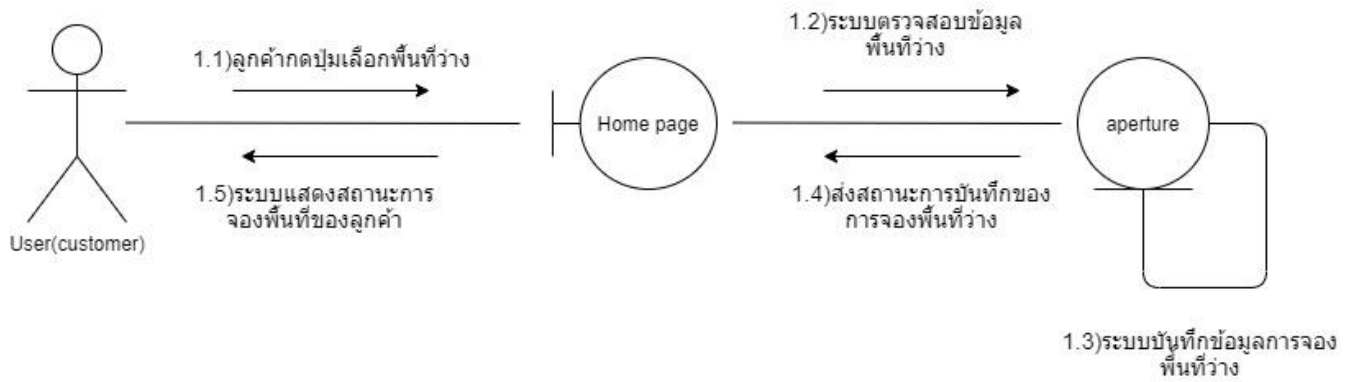 1.1)ลูกค้ากดปุ่มเลือกพื้นที่ว่าง
1.2)ระบบตรวจสอบข้อมูล
พื้นที่ว่าง
Home page
aperture
1.5)ระบบแสดงสถานะการ
จองพื้นที่ของลูกค้า
1.4)ส่งสถานะการบันทึกของ
การจองพื้นที่ว่าง
User(customer)
1.3)ระบบบันทึกข้อมูลการจอง
พื้นที่ว่าง